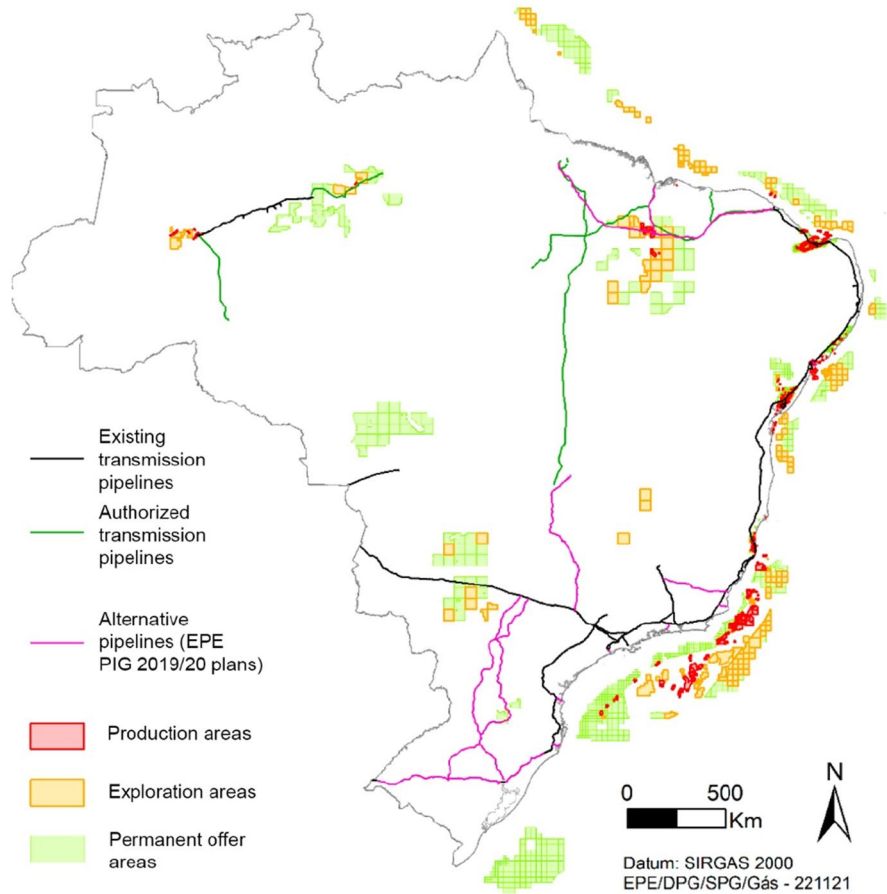 Existing
transmission
pipelines
Authorized
transmission
pipelines
Alternative
pipelines (EPE
PIG 2019/20 plans)
Production areas
Exploration areas
Permanent offer
areas
N
0 500
Km
Datum: SIRGAS 2000
EPE/DPG/SPG/Gás - 221121